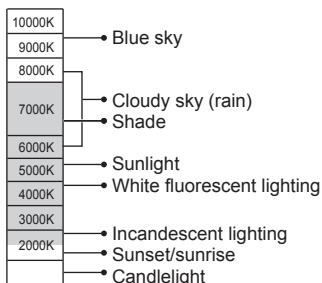 10000K
9000K
Blue sky
8000K
7000K
Cloudy sky (rain)
Shade
6000K
5000K
Sunlight
4000K
White fluorescent lighting
3000K
Incandescent lighting
2000K
Sunset/sunrise
Candlelight